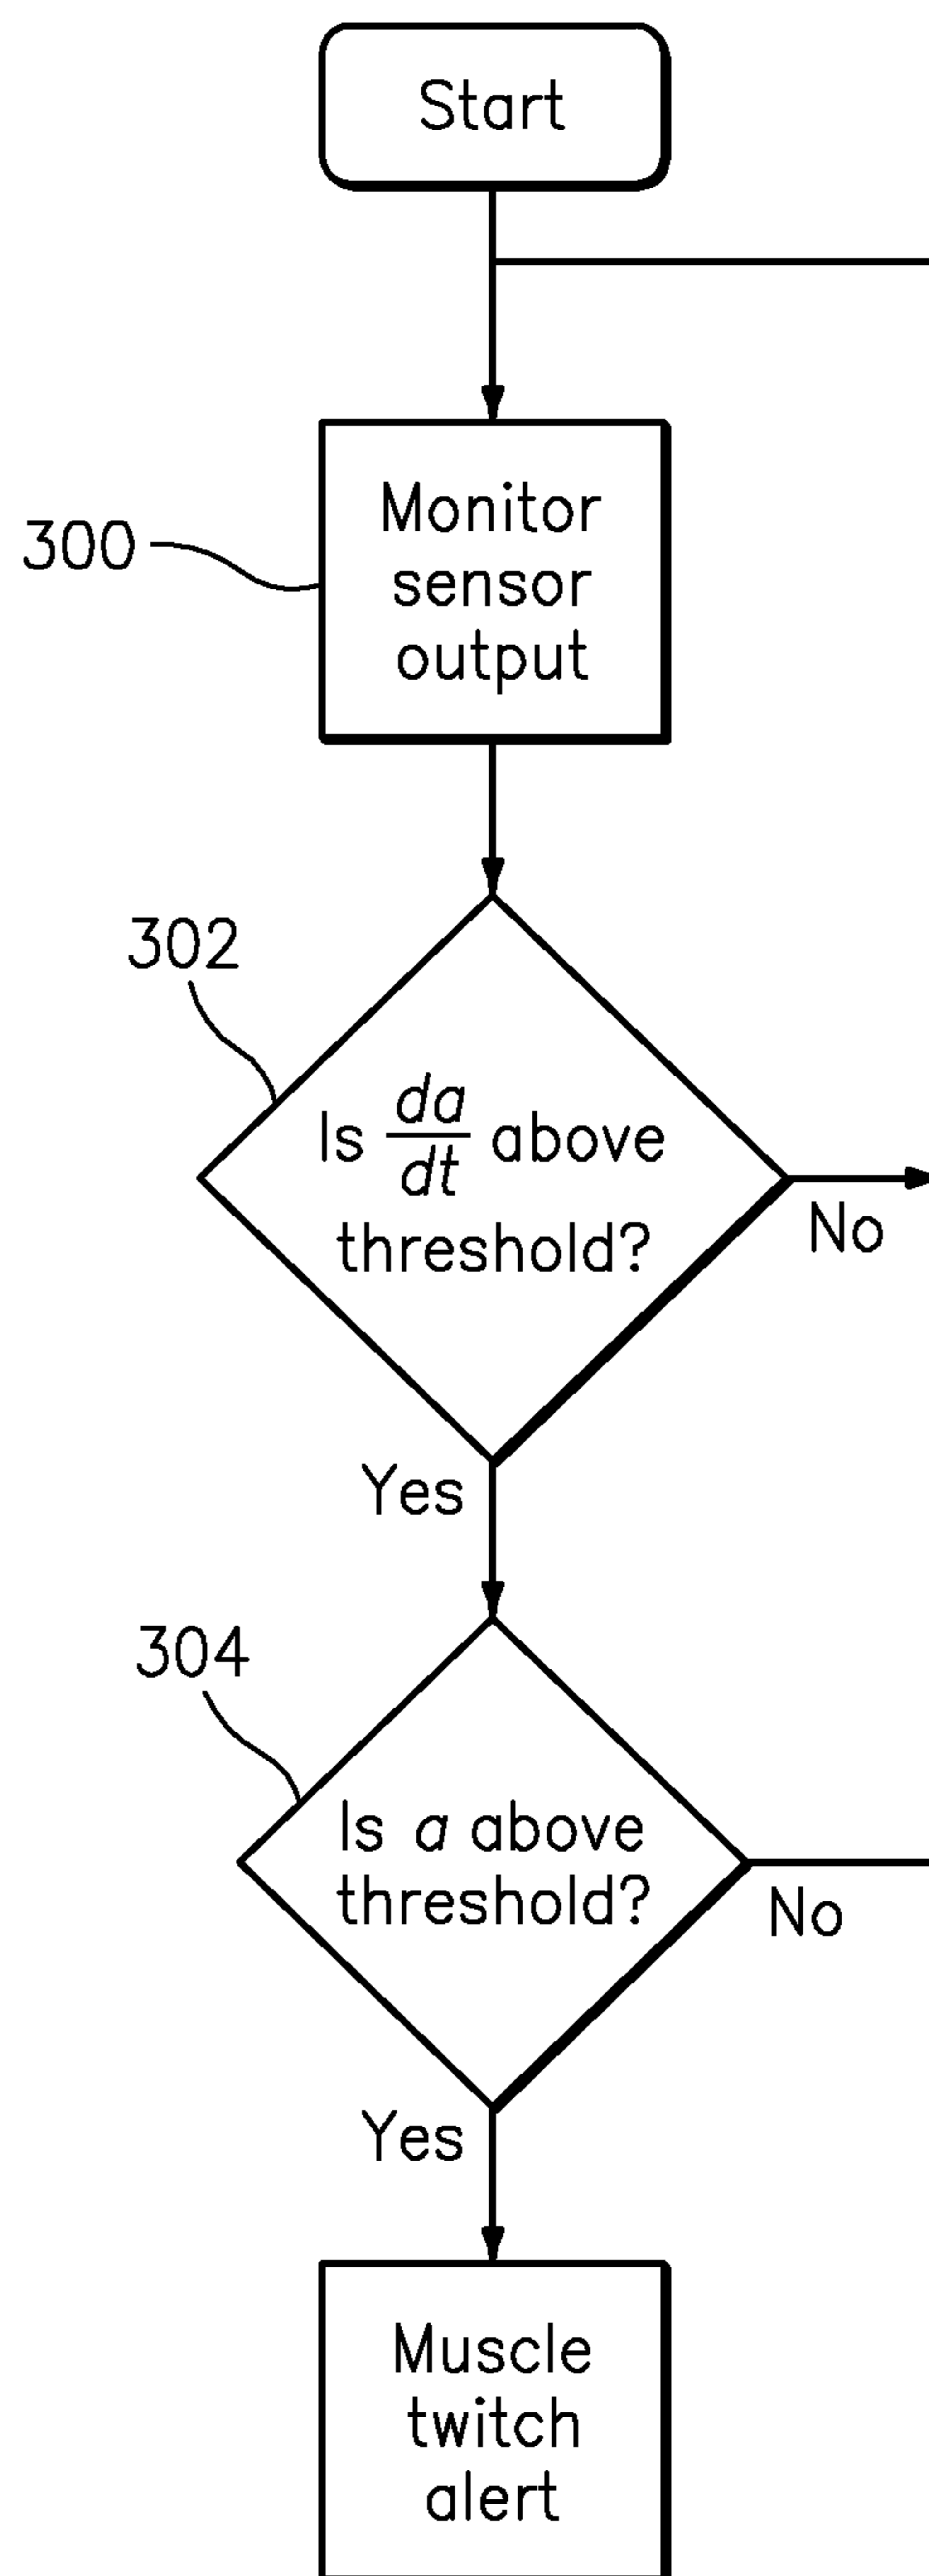 Start
300
Monitor
sensor
output
302
Is da/dt above
threshold?
No
Yes
304
Is a above
threshold?
No
Yes
Muscle
twitch
alert